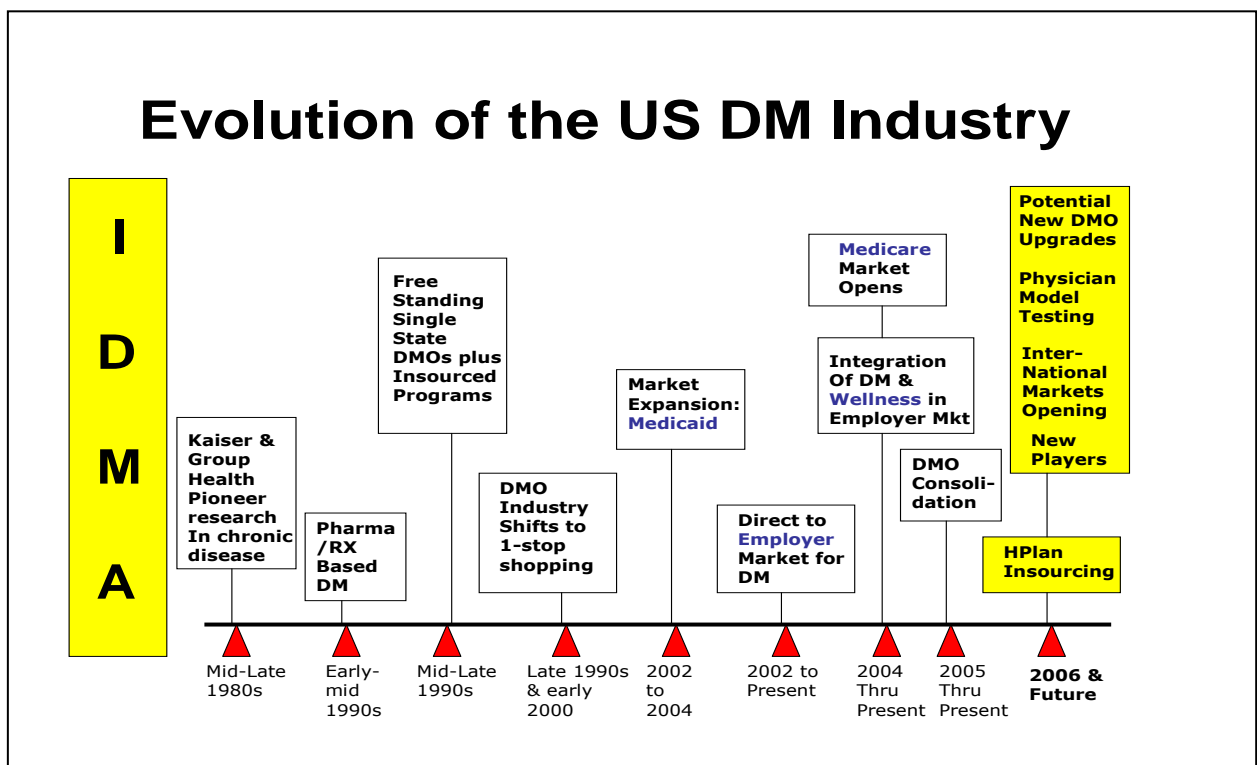 Evolution of the US DM Industry
I
D
M
A
Kaiser &
Group
Health
Pioneer
research
In chronic
disease
Pharma
/RX
Based
DM
Free
Standing
Single
State
DMOs plus
Insourced
Programs
DMO
Industry
Shifts to
1-stop
shopping
Market
Expansion:
Medicaid
Direct to
Employer
Market for
DM
Medicare
Market
Opens
Integration
Of DM &
Wellness in
Employer Mkt
DMO
Consoli-
dation
Potential
New DMO
Upgrades
Physician
Model
Testing
Inter-
National
Markets
Opening
New
Players
HPlan
Insourcing
Mid-Late
1980s
Early-
mid
1990s
Mid-Late
1990s
Late 1990s
& early
2000
2002
to
2004
2002 to
Present
2004
Thru
Present
2005
Thru
Present
2006 &
Future